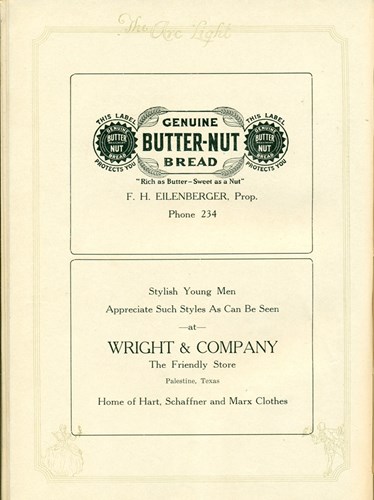 The Arc Light
THIS LABEL
GENUINE
BUTTER
NUT
BREAD
PROTECTS YOU
GENUINE
BUTTER-NUT
BREAD
THIS LABEL
GENUINE
BUTTER
NUT
BREAD
PROTECTS YOU
"Rich as Butter-Sweet as a Nut"
F. H. EILENBERGER, Prop.
Phone 234
Stylish Young Men
Appreciate Such Styles As Can Be Seen
—at—
WRIGHT & COMPANY
The Friendly Store
Palestine, Texas
Home of Hart, Schaffner and Marx Clothes